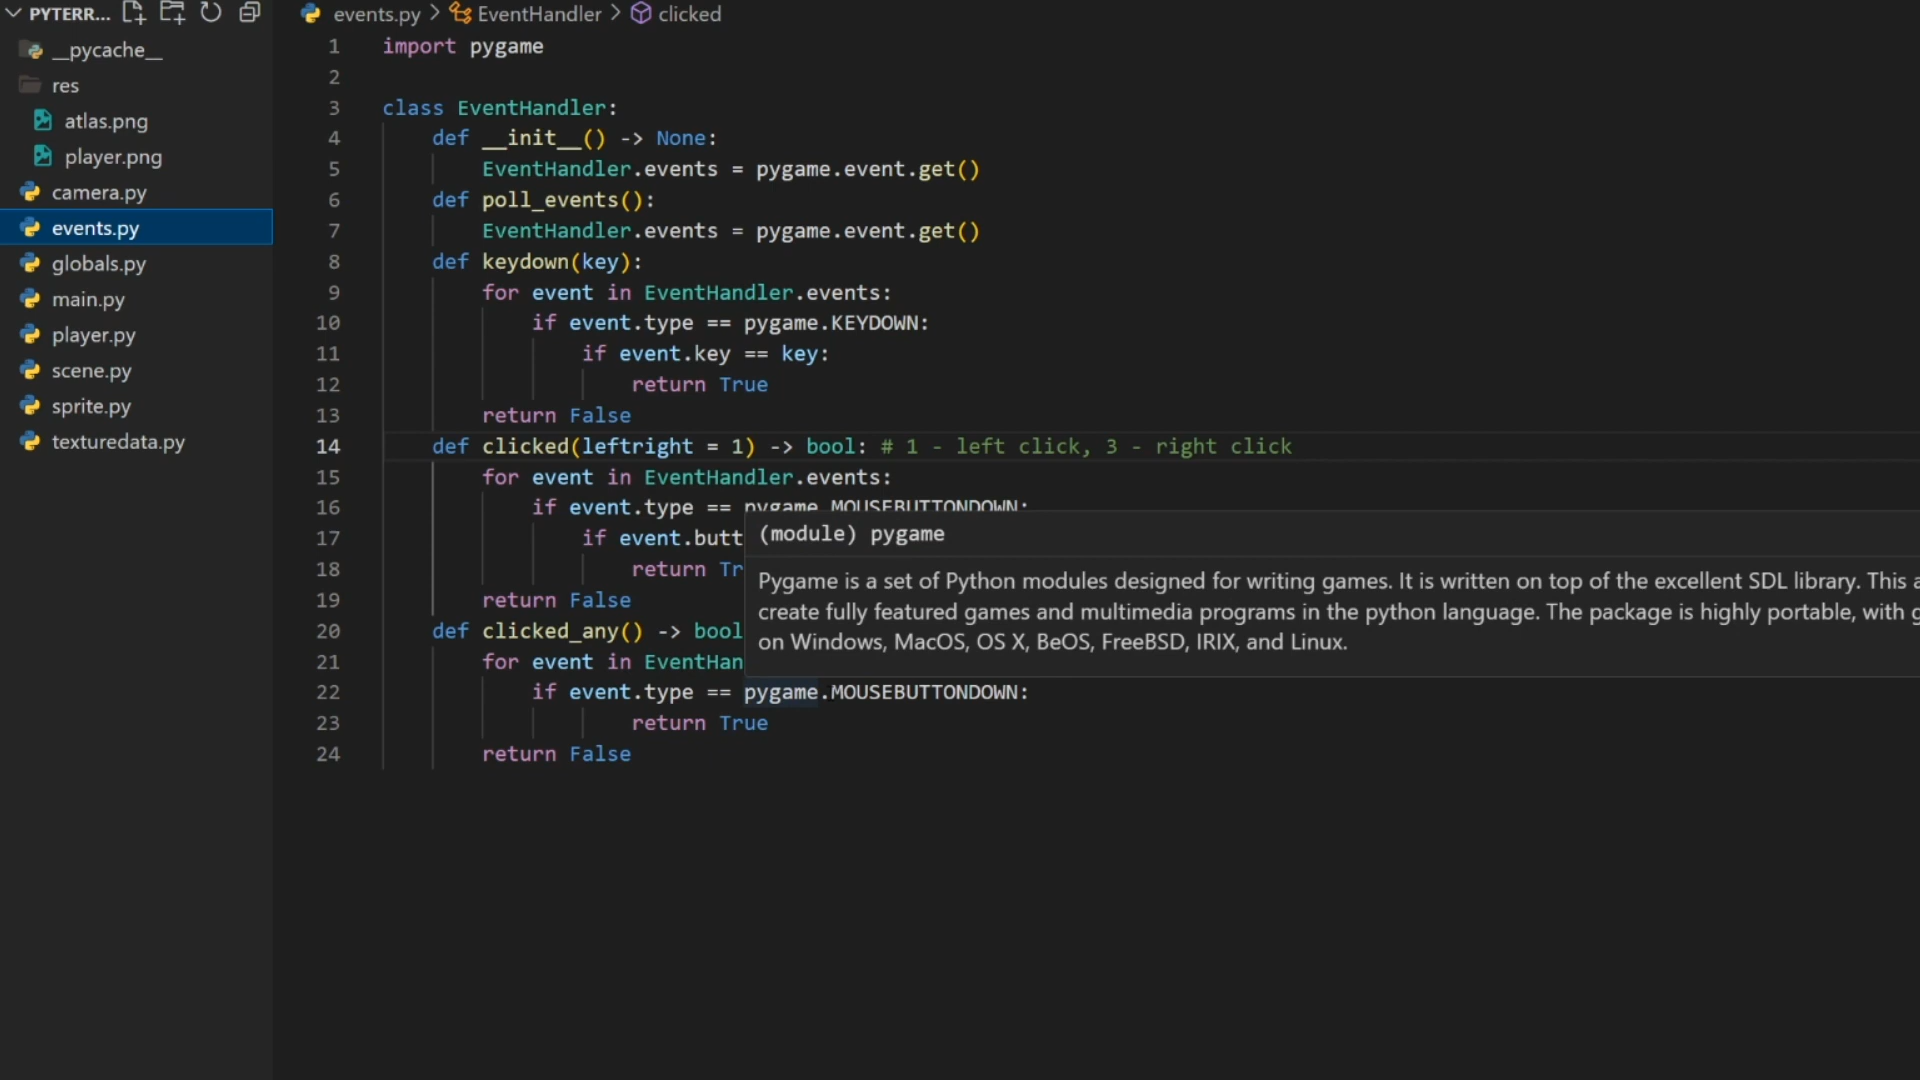 PYTERR...
__pycache__
res
atlas.png
player.png
camera.py
events.py
globals.py
main.py
player.py
scene.py
sprite.py
texturedata.py
events.py > EventHandler > clicked
1 import pygame
2
3 class EventHandler:
4 def __init__() -> None:
5 EventHandler.events = pygame.event.get()
6 def poll_events():
7 EventHandler.events = pygame.event.get()
8 def keydown(key):
9 for event in EventHandler.events:
10 if event.type == pygame.KEYDOWN:
11 if event.key == key:
12 return True
13 return False
14 def clicked(leftright = 1) -> bool: # 1 - left click, 3 - right click
15 for event in EventHandler.events:
16 if event.type == pygame.MOUSEBUTTONDOWN:
17 if event.butt
18 return Tr
19 return False
20 def clicked_any() -> bool
21 for event in EventHan
22 if event.type == pygame.MOUSEBUTTONDOWN:
23 return True
24 return False
(module) pygame
Pygame is a set of Python modules designed for writing games. It is written on top of the excellent SDL library. This a
create fully featured games and multimedia programs in the python language. The package is highly portable, with g
on Windows, MacOS, OS X, BeOS, FreeBSD, IRIX, and Linux.